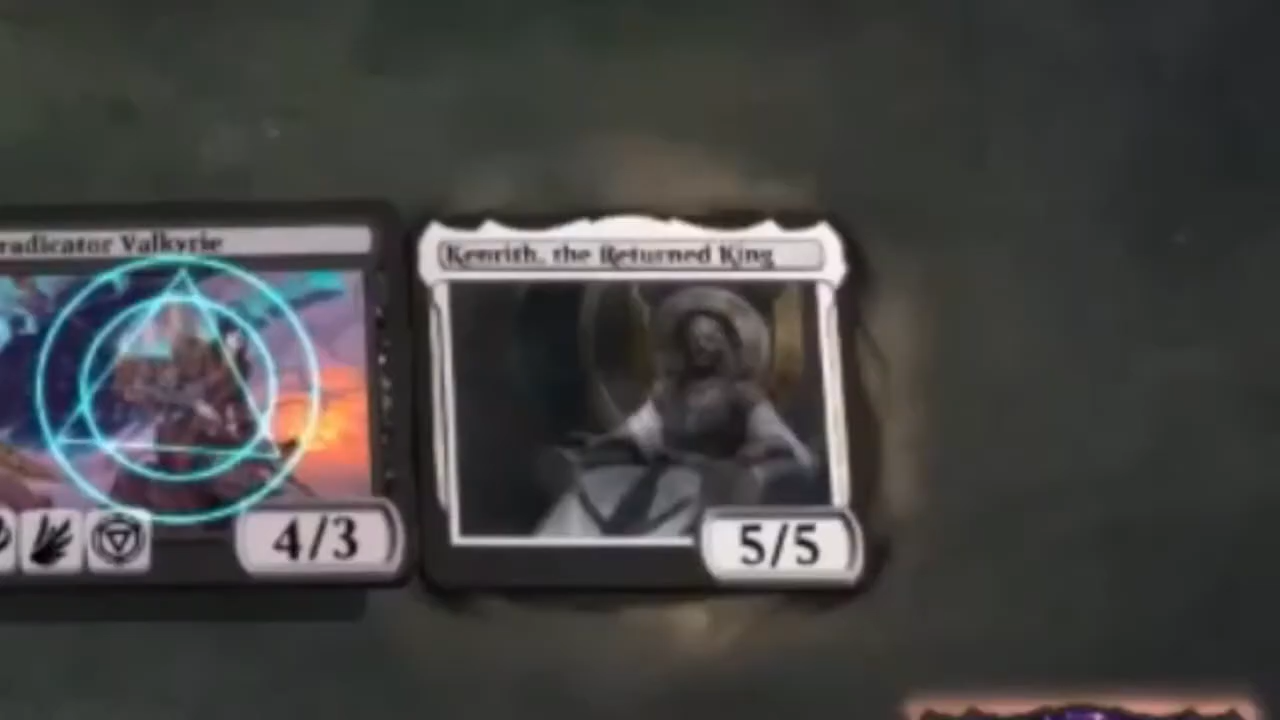 radicator Valkyrie
Kenrith, the Returned King
4/3
5/5